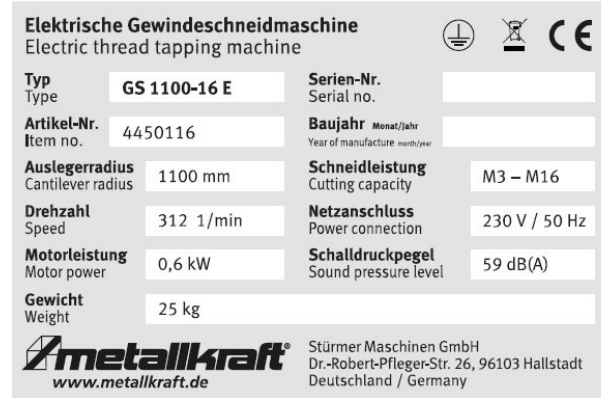 Elektrische Gewindeschneidmaschine
Electric thread tapping machine
CE
Typ
Type
GS 1100-16 E
Serien-Nr.
Serial no.
Artikel-Nr.
Item no.
4450116
Baujahr Monat/Jahr
Year of manufacture month/year
Auslegerradius
Cantilever radius
1100 mm
Schneidleistung
Cutting capacity
M3 – M16
Drehzahl
Speed
312 1/min
Netzanschluss
Power connection
230 V / 50 Hz
Motorleistung
Motor power
0,6 kW
Schalldruckpegel
Sound pressure level
59 dB(A)
Gewicht
Weight
25 kg
metallkraft®
www.metallkraft.de
Stürmer Maschinen GmbH
Dr.-Robert-Pfleger-Str. 26, 96103 Hallstadt
Deutschland / Germany